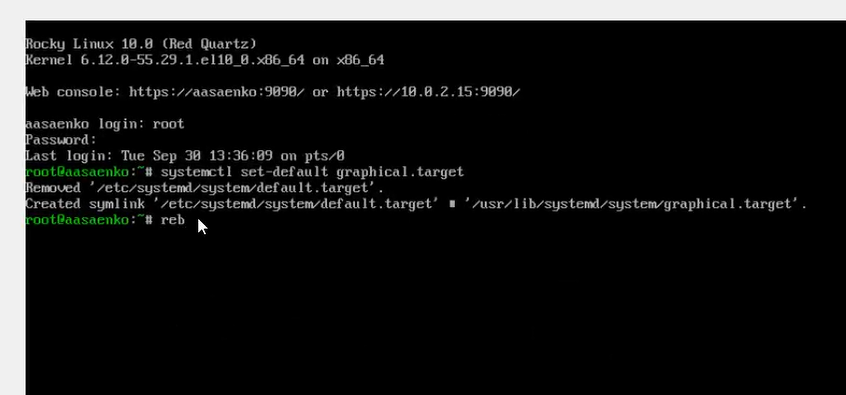 Rocky Linux 10.0 (Red Quartz)
Kernel 6.12.0-55.29.1.el10_0.x86_64 on x86_64
Web console: https://aasaenko:9090/ or https://10.0.2.15:9090/
aasaenko login: root
Password:
Last login: Tue Sep 30 13:36:09 on pts/0
root@aasaenko:~# systemctl set-default graphical.target
Removed '/etc/systemd/system/default.target'.
Created symlink '/etc/systemd/system/default.target' ■ '/usr/lib/systemd/system/graphical.target'.
root@aasaenko:~# reb